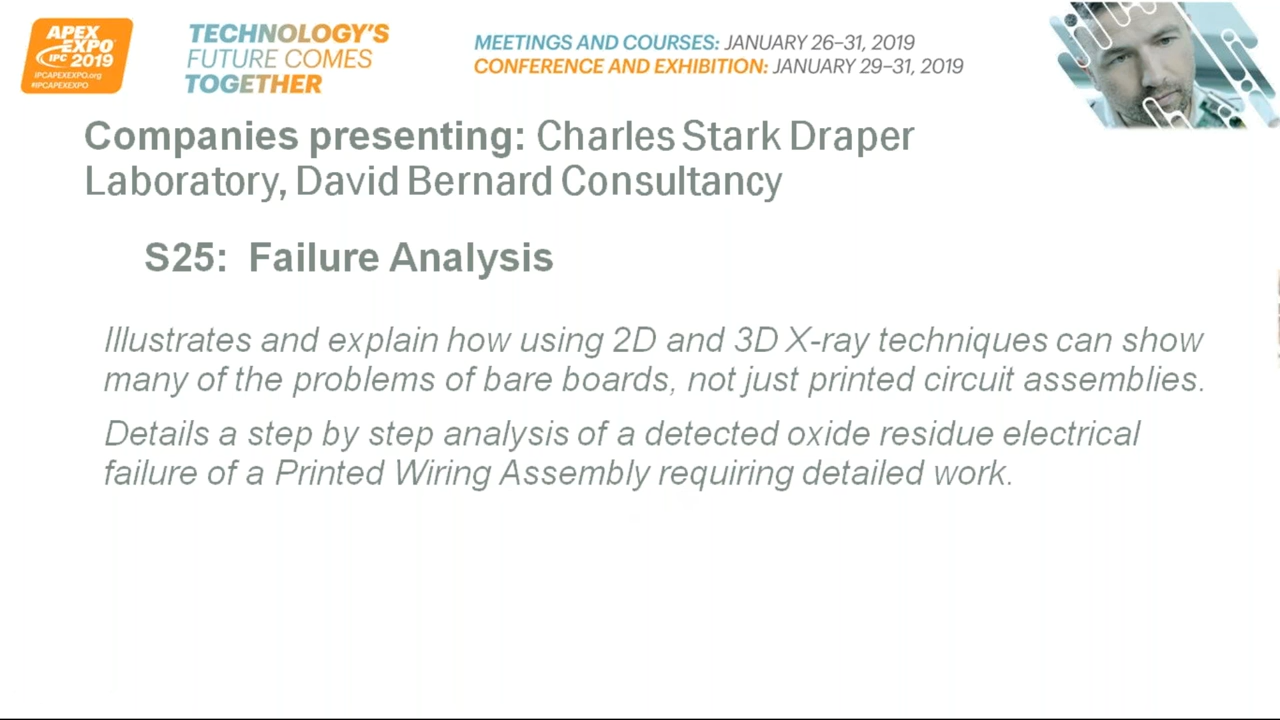 APEX
EXPO
IPC 2019
IPCAPEXEXPO.org
#IPCAPEXEXPO
TECHNOLOGY'S
FUTURE COMES
TOGETHER
MEETINGS AND COURSES: JANUARY 26–31, 2019
CONFERENCE AND EXHIBITION: JANUARY 29–31, 2019
Companies presenting: Charles Stark Draper
Laboratory, David Bernard Consultancy
S25: Failure Analysis
Illustrates and explain how using 2D and 3D X-ray techniques can show
many of the problems of bare boards, not just printed circuit assemblies.
Details a step by step analysis of a detected oxide residue electrical
failure of a Printed Wiring Assembly requiring detailed work.